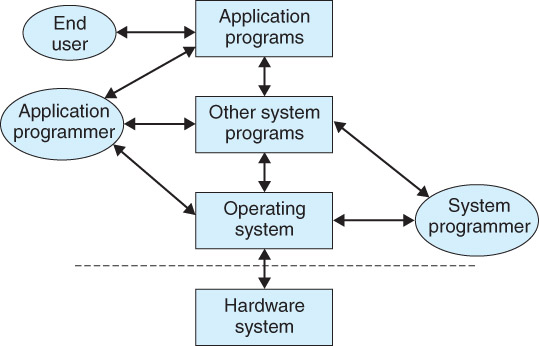 End
user
Application
programs
Application
programmer
Other system
programs
Operating
system
System
programmer
Hardware
system